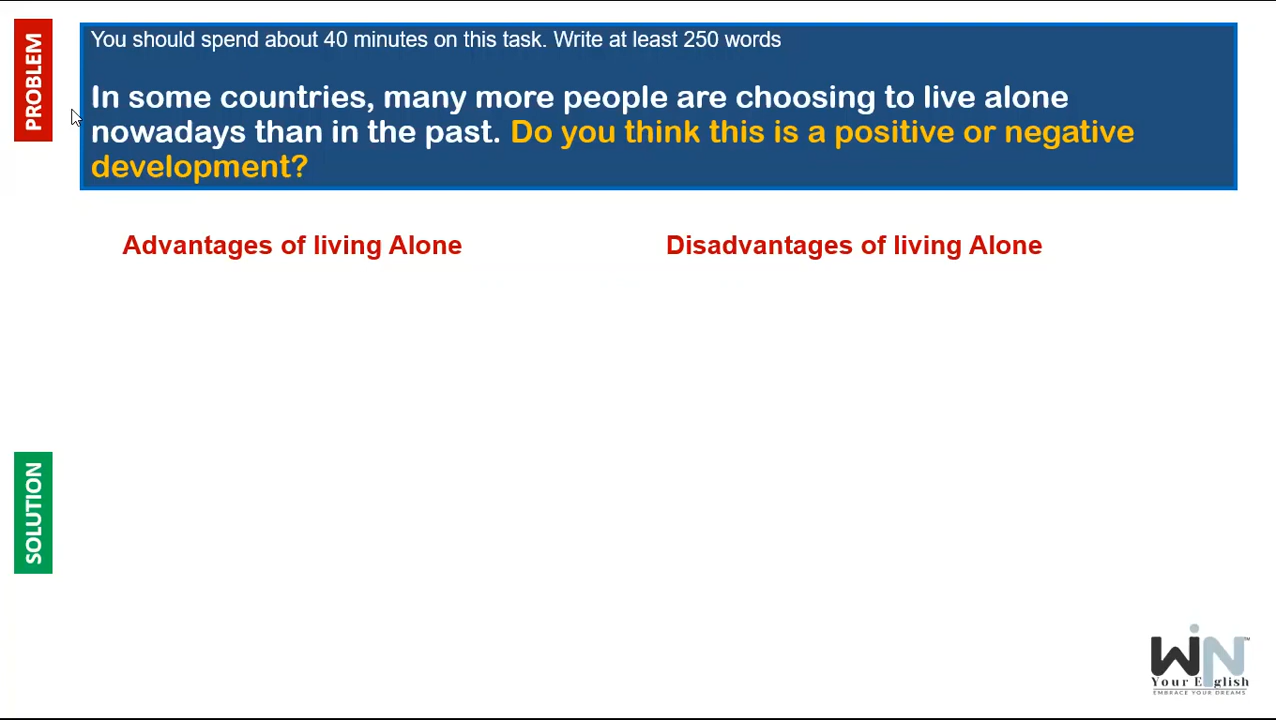 PROBLEM
You should spend about 40 minutes on this task. Write at least 250 words
In some countries, many more people are choosing to live alone
nowadays than in the past. Do you think this is a positive or negative
development?
Advantages of living Alone
Disadvantages of living Alone
SOLUTION
WiN™
Your English
EMBRACE YOUR DREAMS